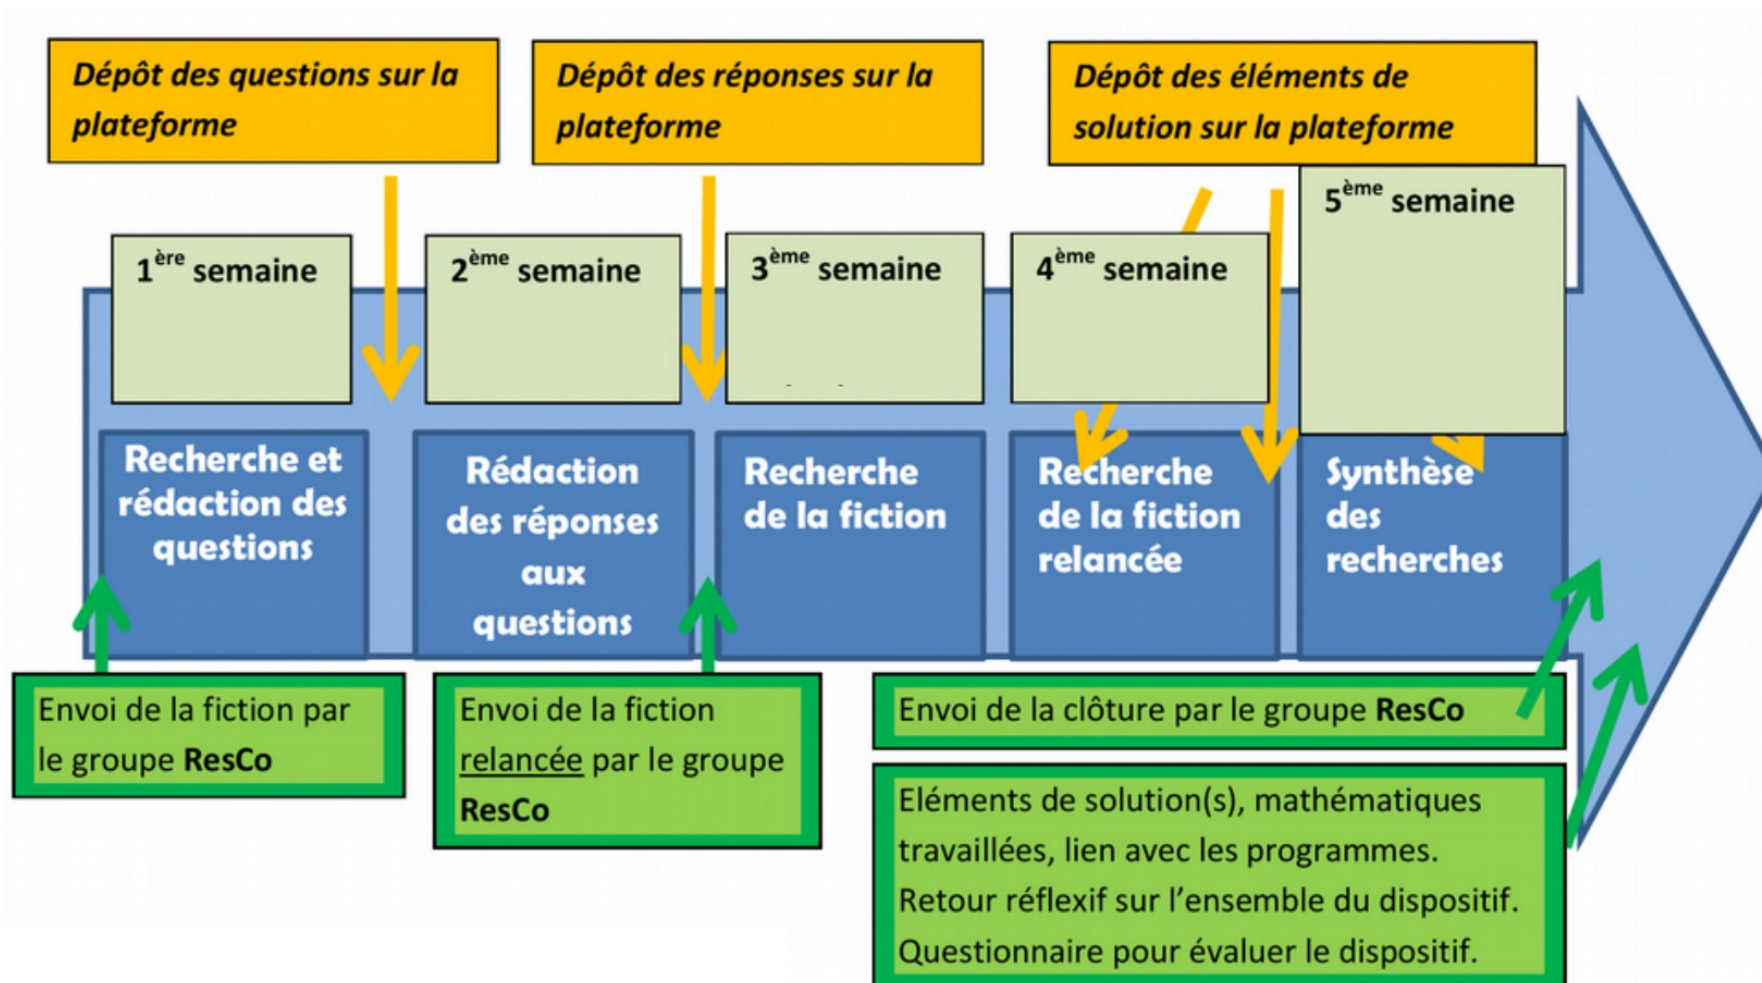 Dépôt des questions sur la
plateforme
Dépôt des réponses sur la
plateforme
Dépôt des éléments de
solution sur la plateforme
1ère semaine
2ème semaine
3ème semaine
4ème semaine
5ème semaine
Recherche et
rédaction des
questions
Rédaction
des réponses
aux
questions
Recherche
de la fiction
Recherche
de la fiction
relancée
Synthèse
des
recherches
Envoi de la fiction par
le groupe ResCo
Envoi de la fiction
relancée par le groupe
ResCo
Envoi de la clôture par le groupe ResCo
Eléments de solution(s), mathématiques
travaillées, lien avec les programmes.
Retour réflexif sur l’ensemble du dispositif.
Questionnaire pour évaluer le dispositif.